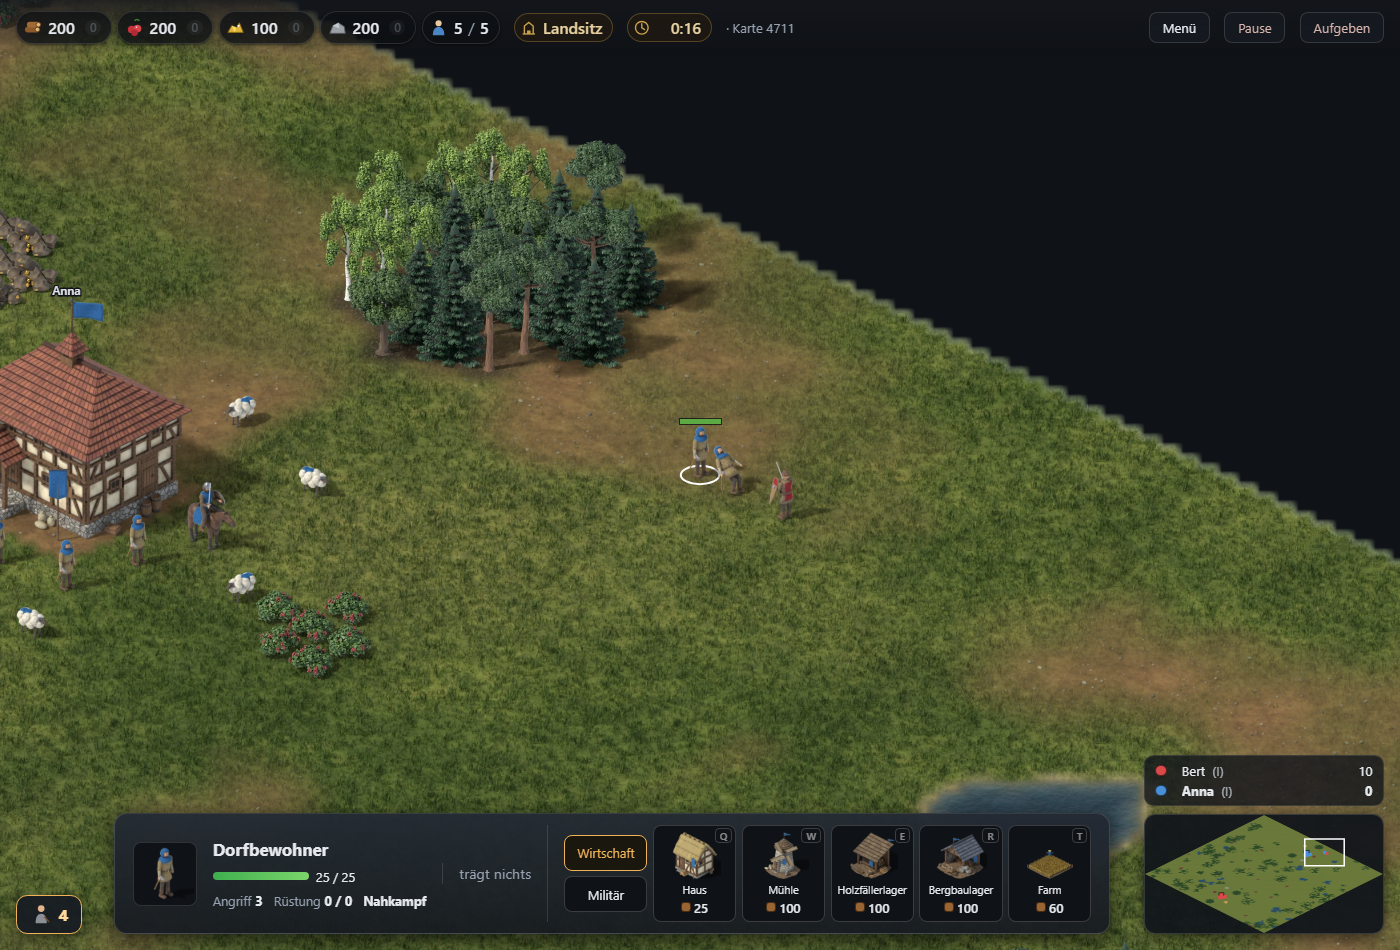 200 0 200 0 100 0 200 0 5 / 5 Landsitz 0:16 · Karte 4711 Menü Pause Aufgeben
Anna
Bert (I) 10
Anna (I) 0
Dorfbewohner
25 / 25
Angriff 3 Rüstung 0 / 0 Nahkampf
trägt nichts
Wirtschaft
Militär
Q
Haus
25
W
Mühle
100
E
Holzfällerlager
100
R
Bergbaulager
100
T
Farm
60
4